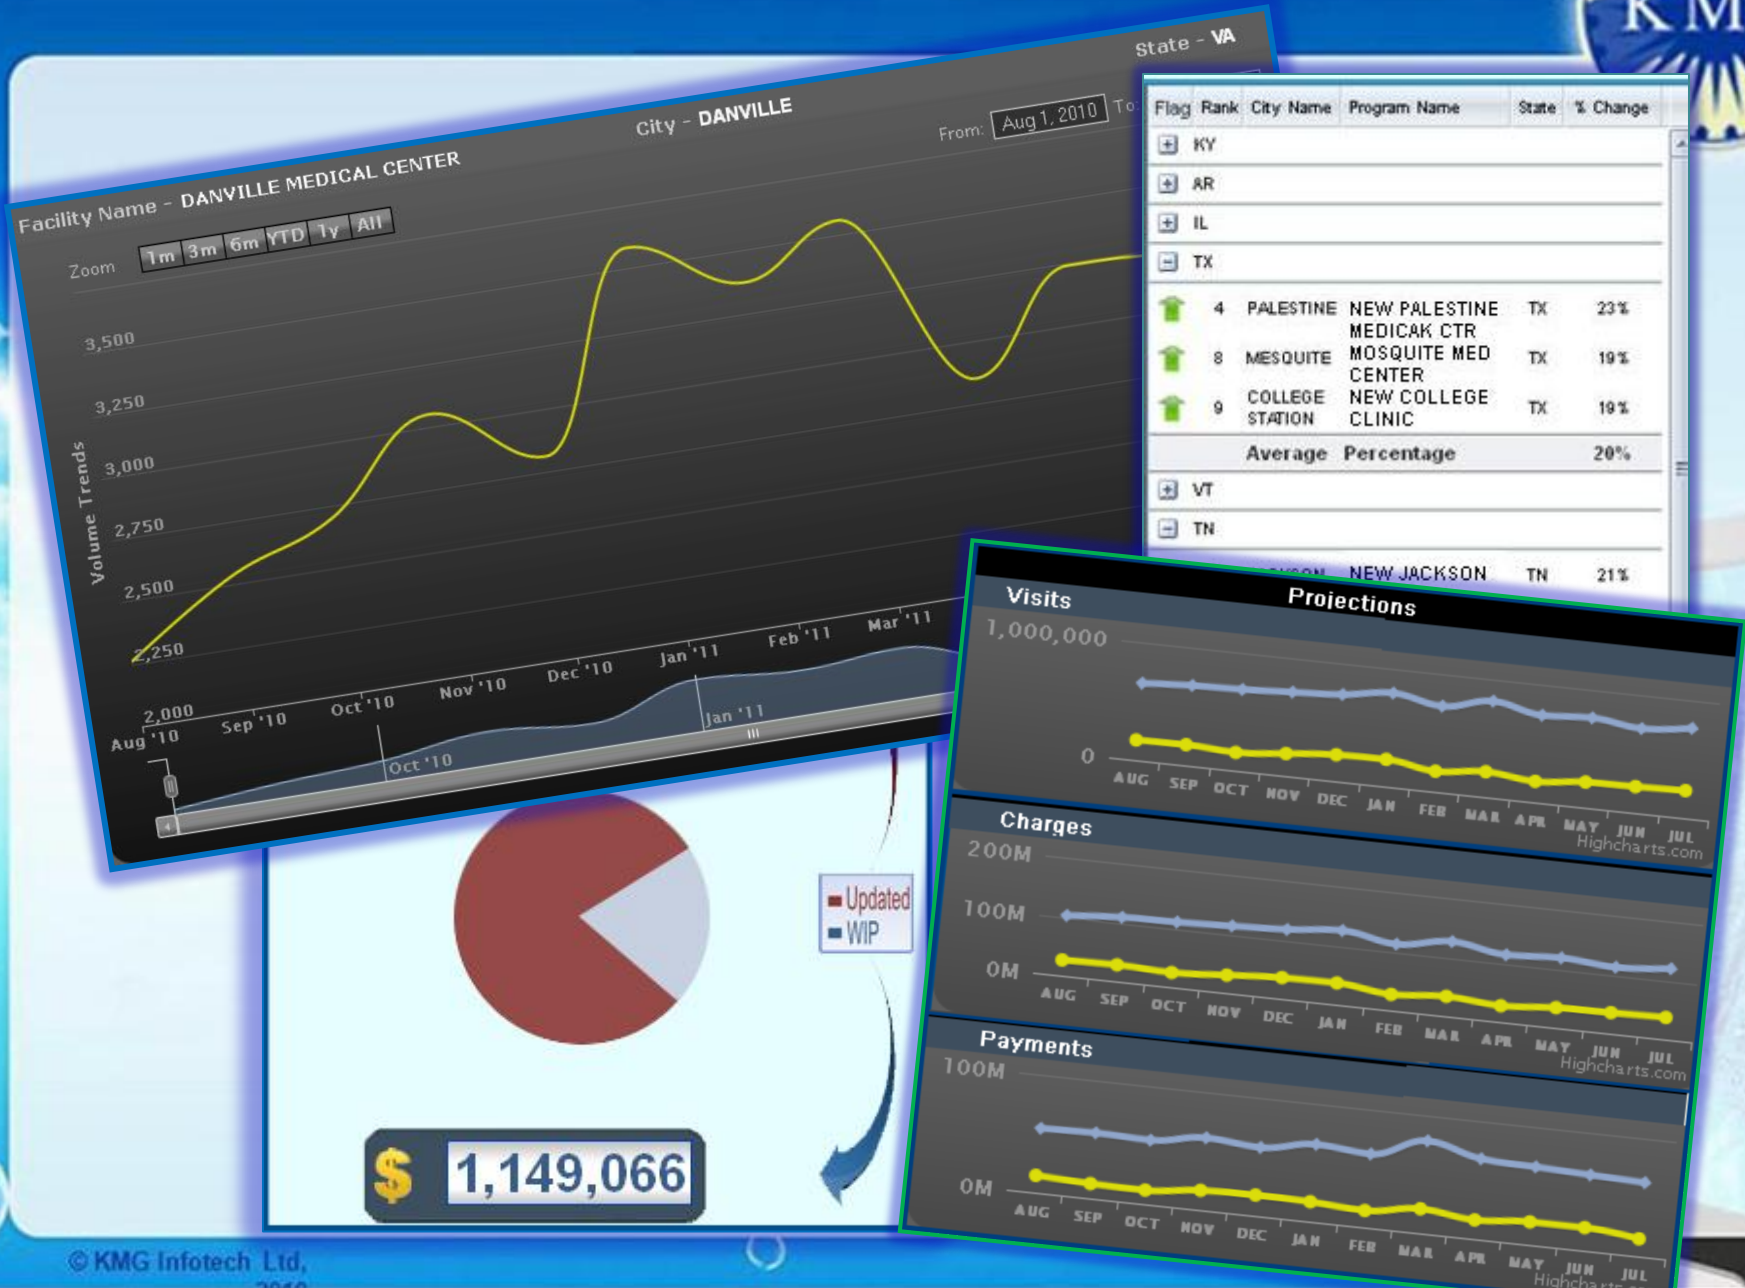 K M
State - VA
City - DANVILLE
From: Aug 1, 2010 To:
Facility Name - DANVILLE MEDICAL CENTER
Zoom 1m 3m 6m YTD 1y All
3,500
3,250
3,000
2,750
2,500
2,250
2,000
Volume Trends
Aug '10 Sep '10 Oct '10 Nov '10 Dec '10 Jan '11 Feb '11 Mar '11
Oct '10 Jan '11
Flag Rank City Name Program Name State % Change
KY
AR
IL
TX
4 PALESTINE NEW PALESTINE MEDICAK CTR TX 23%
8 MESQUITE MOSQUITE MED CENTER TX 19%
9 COLLEGE STATION NEW COLLEGE CLINIC TX 19%
Average Percentage 20%
VT
TN
NEW JACKSON TN 21%
Visits Projections
1,000,000
0
AUG SEP OCT NOV DEC JAN FEB MAR APR MAY JUN JUL
Highcharts.com
Charges
200M
100M
0M
AUG SEP OCT NOV DEC JAN FEB MAR APR MAY JUN JUL
Highcharts.com
Payments
100M
0M
AUG SEP OCT NOV DEC JAN FEB MAR APR MAY JUN JUL
Updated
WIP
$ 1,149,066
© KMG Infotech Ltd,